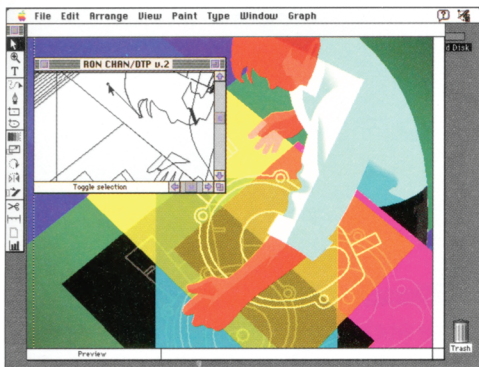 File Edit Arrange View Paint Type Window Graph
d Disk
RON CHAN/DTP v.2
T
Toggle selection
Trash
Preview